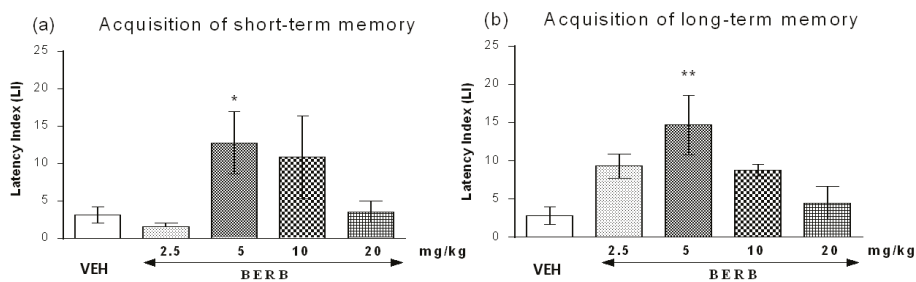 (a) Acquisition of short-term memory
25
20
15
10
5
0
Latency Index (LI)
*
2.5 5 10 20 mg/kg
VEH
BERB
(b) Acquisition of long-term memory
25
20
15
10
5
0
Latency Index (LI)
**
2.5 5 10 20 mg/kg
VEH
BERB